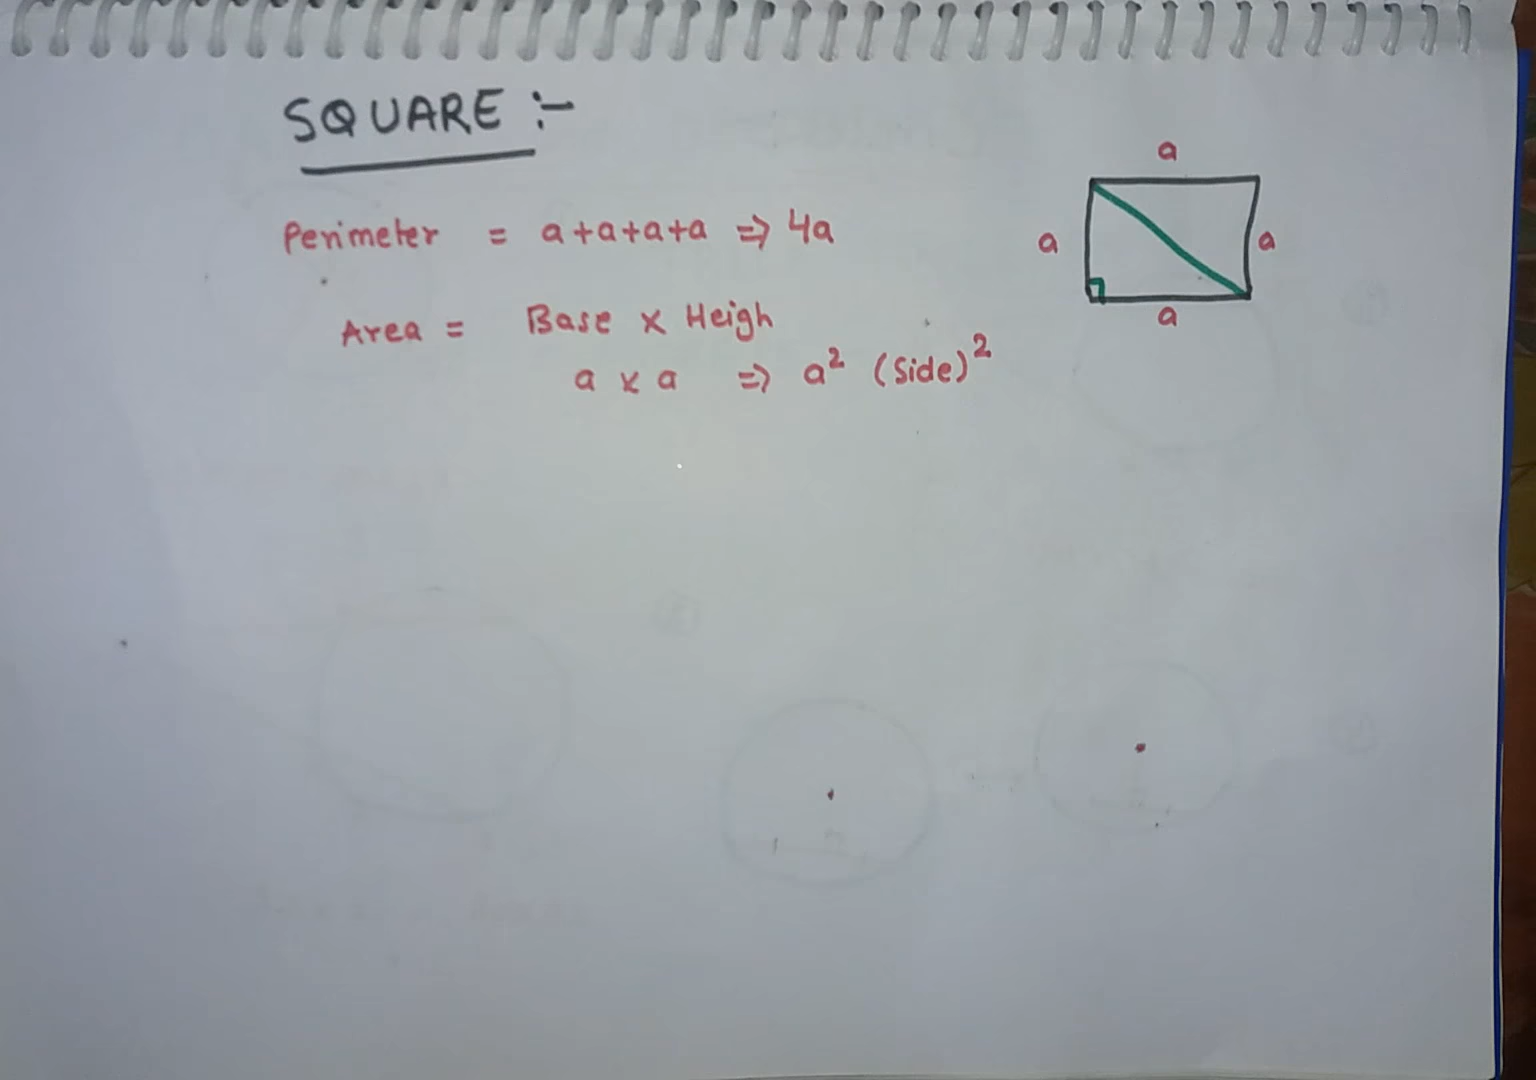 SQUARE :-
a
Perimeter = a+a+a+a ⇒ 4a
a
a
a
Area = Base x Heigh
a x a ⇒ a² (Side)²